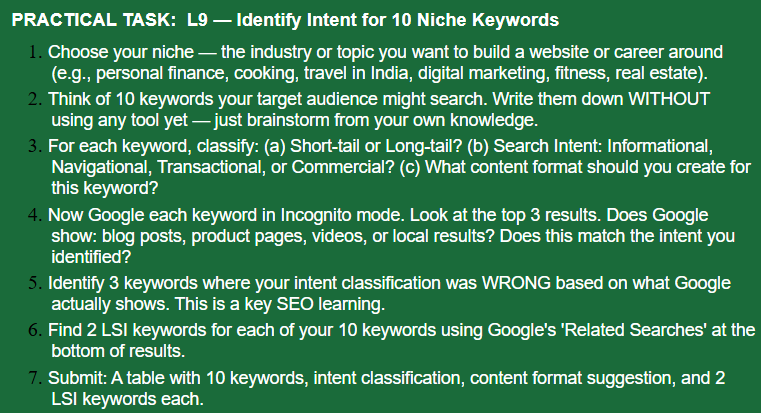 PRACTICAL TASK:  L9 — Identify Intent for 10 Niche Keywords
1. Choose your niche — the industry or topic you want to build a website or career around
(e.g., personal finance, cooking, travel in India, digital marketing, fitness, real estate).
2. Think of 10 keywords your target audience might search. Write them down WITHOUT
using any tool yet — just brainstorm from your own knowledge.
3. For each keyword, classify: (a) Short-tail or Long-tail? (b) Search Intent: Informational,
Navigational, Transactional, or Commercial? (c) What content format should you create for
this keyword?
4. Now Google each keyword in Incognito mode. Look at the top 3 results. Does Google
show: blog posts, product pages, videos, or local results? Does this match the intent you
identified?
5. Identify 3 keywords where your intent classification was WRONG based on what Google
actually shows. This is a key SEO learning.
6. Find 2 LSI keywords for each of your 10 keywords using Google's 'Related Searches' at the
bottom of results.
7. Submit: A table with 10 keywords, intent classification, content format suggestion, and 2
LSI keywords each.